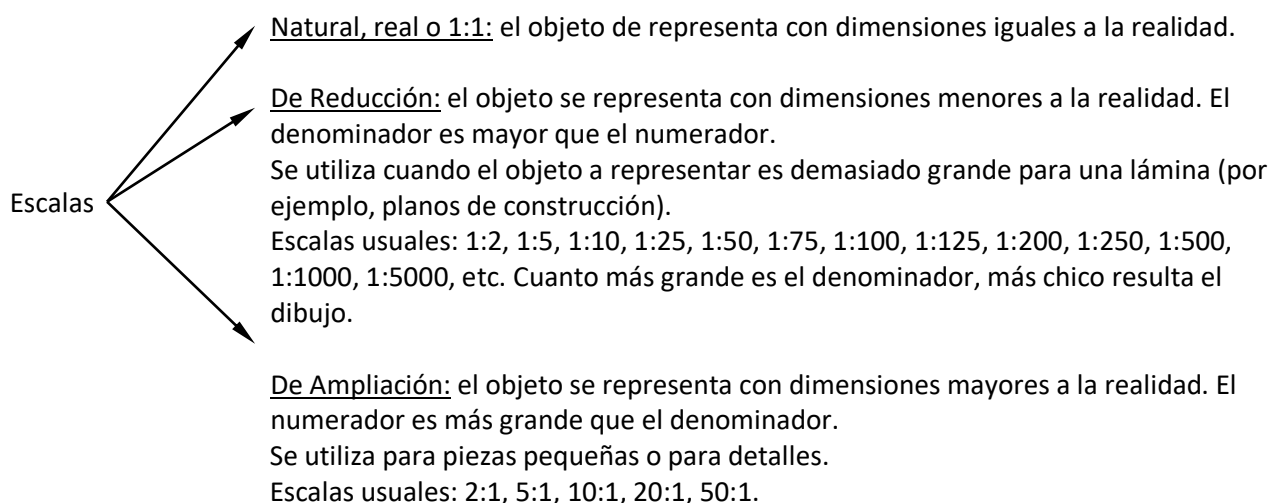 Natural, real o 1:1: el objeto de representa con dimensiones iguales a la realidad.
De Reducción: el objeto se representa con dimensiones menores a la realidad. El
denominador es mayor que el numerador.
Se utiliza cuando el objeto a representar es demasiado grande para una lámina (por
ejemplo, planos de construcción).
Escalas
Escalas usuales: 1:2, 1:5, 1:10, 1:25, 1:50, 1:75, 1:100, 1:125, 1:200, 1:250, 1:500,
1:1000, 1:5000, etc. Cuanto más grande es el denominador, más chico resulta el
dibujo.
De Ampliación: el objeto se representa con dimensiones mayores a la realidad. El
numerador es más grande que el denominador.
Se utiliza para piezas pequeñas o para detalles.
Escalas usuales: 2:1, 5:1, 10:1, 20:1, 50:1.